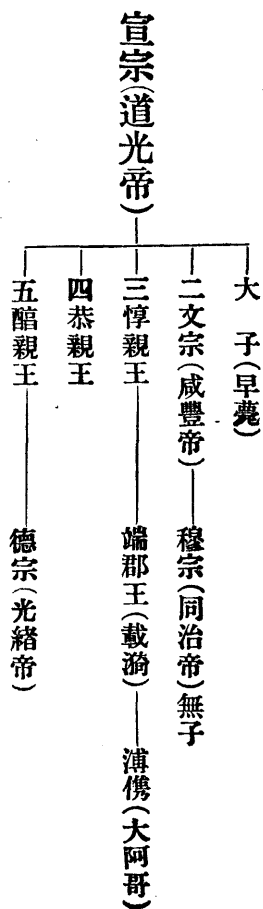 宣宗(道光帝)
大　子(早薨)
二文宗(咸豐帝)
穆宗(同治帝)無子
三惇親王
端郡王(載漪)
溥儁(大阿哥)
四恭親王
五醕親王
德宗(光緒帝)